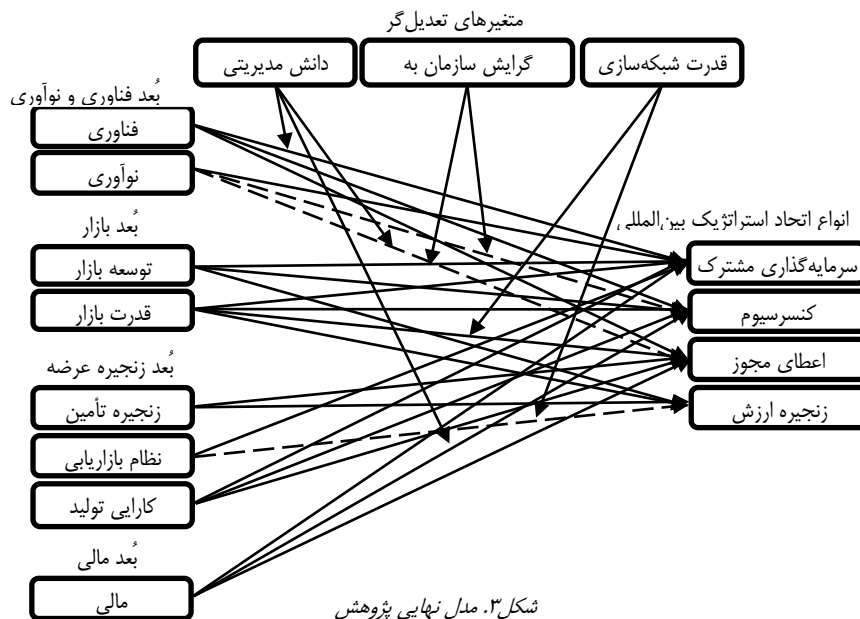 متغیرهای تعدیل‌گر
قدرت شبکه‌سازی
گرایش سازمان به
دانش مدیریتی
بُعد فناوری و نوآوری
فناوری
نوآوری
بُعد بازار
توسعه بازار
قدرت بازار
بُعد زنجیره عرضه
زنجیره تأمین
نظام بازاریابی
کارایی تولید
بُعد مالی
مالی
انواع اتحاد استراتژیک بین‌المللی
سرمایه‌گذاری مشترک
کنسرسیوم
اعطای مجوز
زنجیره ارزش
شکل۳. مدل نهایی پژوهش